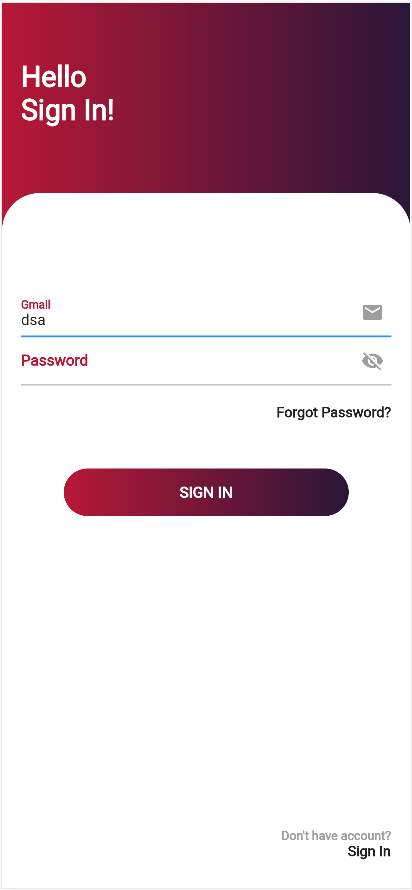 Hello
Sign In!
Gmail
dsa
Password
Forgot Password?
SIGN IN
Don't have account?
Sign In